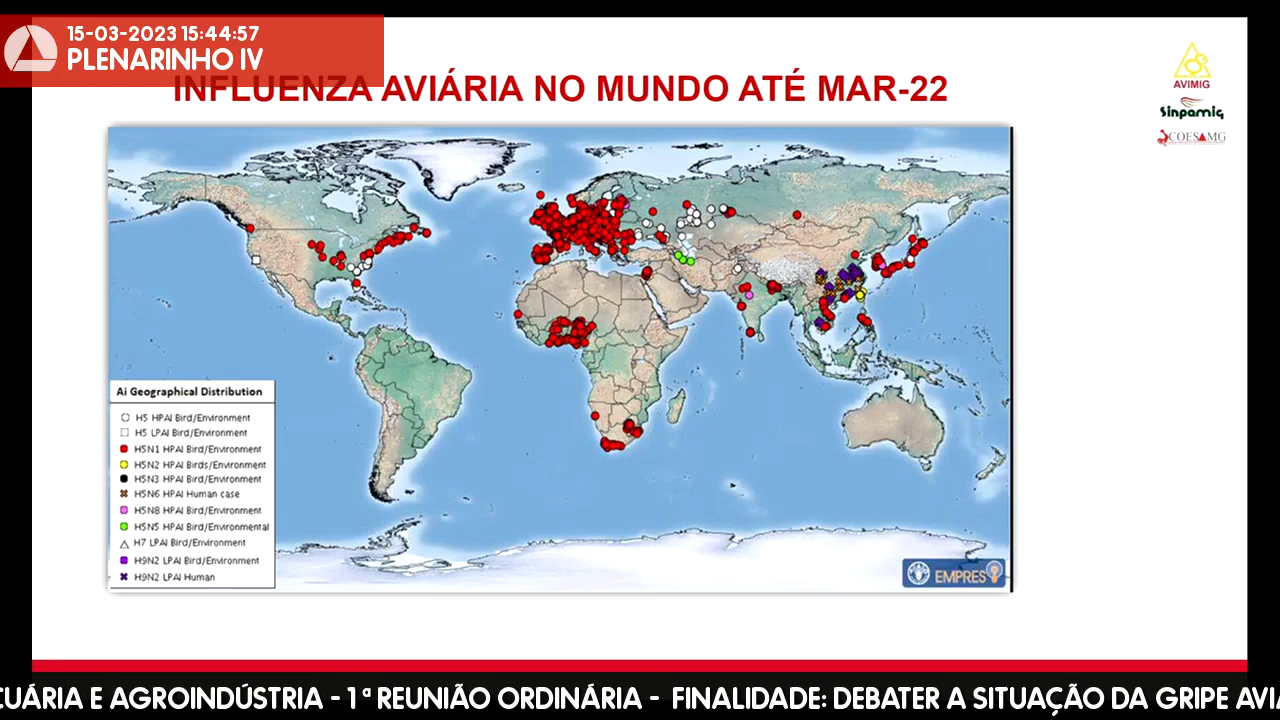 15-03-2023 15:44:57
PLENARINHO IV
INFLUENZA AVIÁRIA NO MUNDO ATÉ MAR-22
AVIMIG
Sinpamig
COESAMG
Ai Geographical Distribution
H5 HPAI Bird/Environment
H5 LPAI Bird/Environment
H5N1 HPAI Bird/Environment
H5N2 HPAI Birds/Environment
H5N3 HPAI Bird/Environment
H5N6 HPAI Human case
H5N8 HPAI Bird/Environment
H5N5 HPAI Bird/Environmental
H7 LPAI Bird/Environment
H9N2 LPAI Bird/Environment
H9N2 LPAI Human
EMPRES
CUÁRIA E AGROINDÚSTRIA - 1ª REUNIÃO ORDINÁRIA - FINALIDADE: DEBATER A SITUAÇÃO DA GRIPE AVI